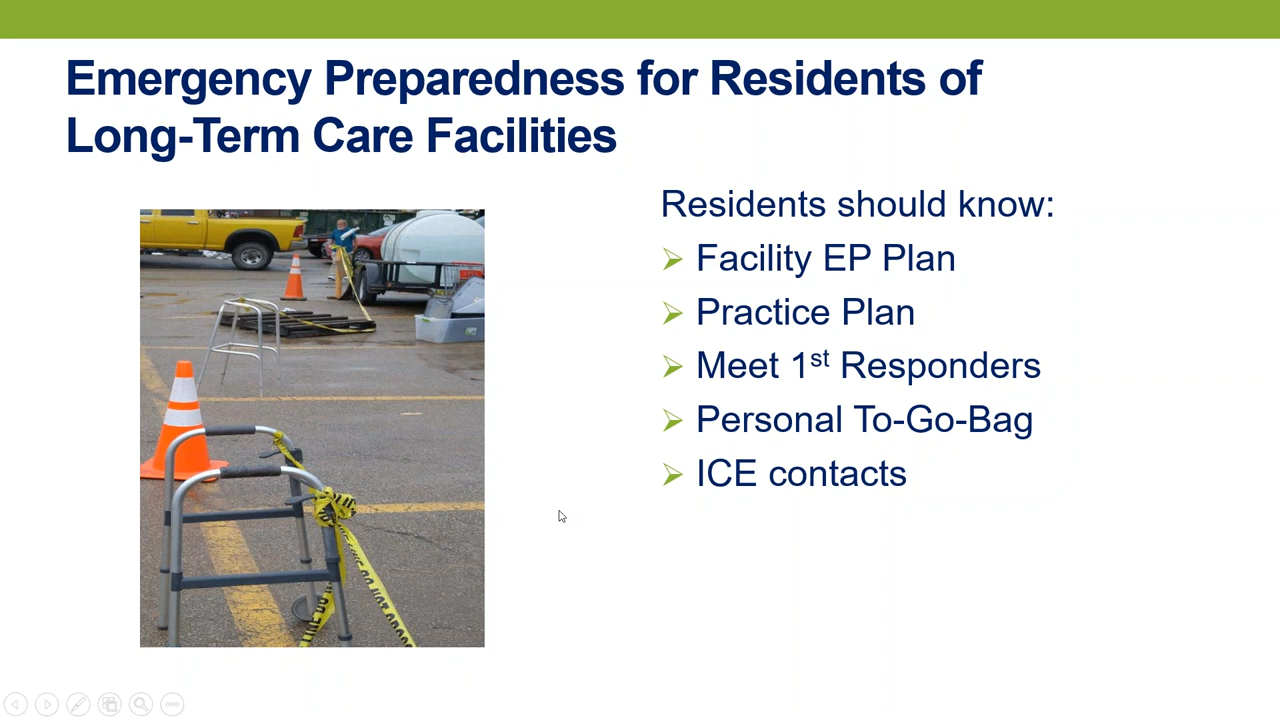 Emergency Preparedness for Residents of
Long-Term Care Facilities
Residents should know:
Facility EP Plan
Practice Plan
Meet 1st Responders
Personal To-Go-Bag
ICE contacts